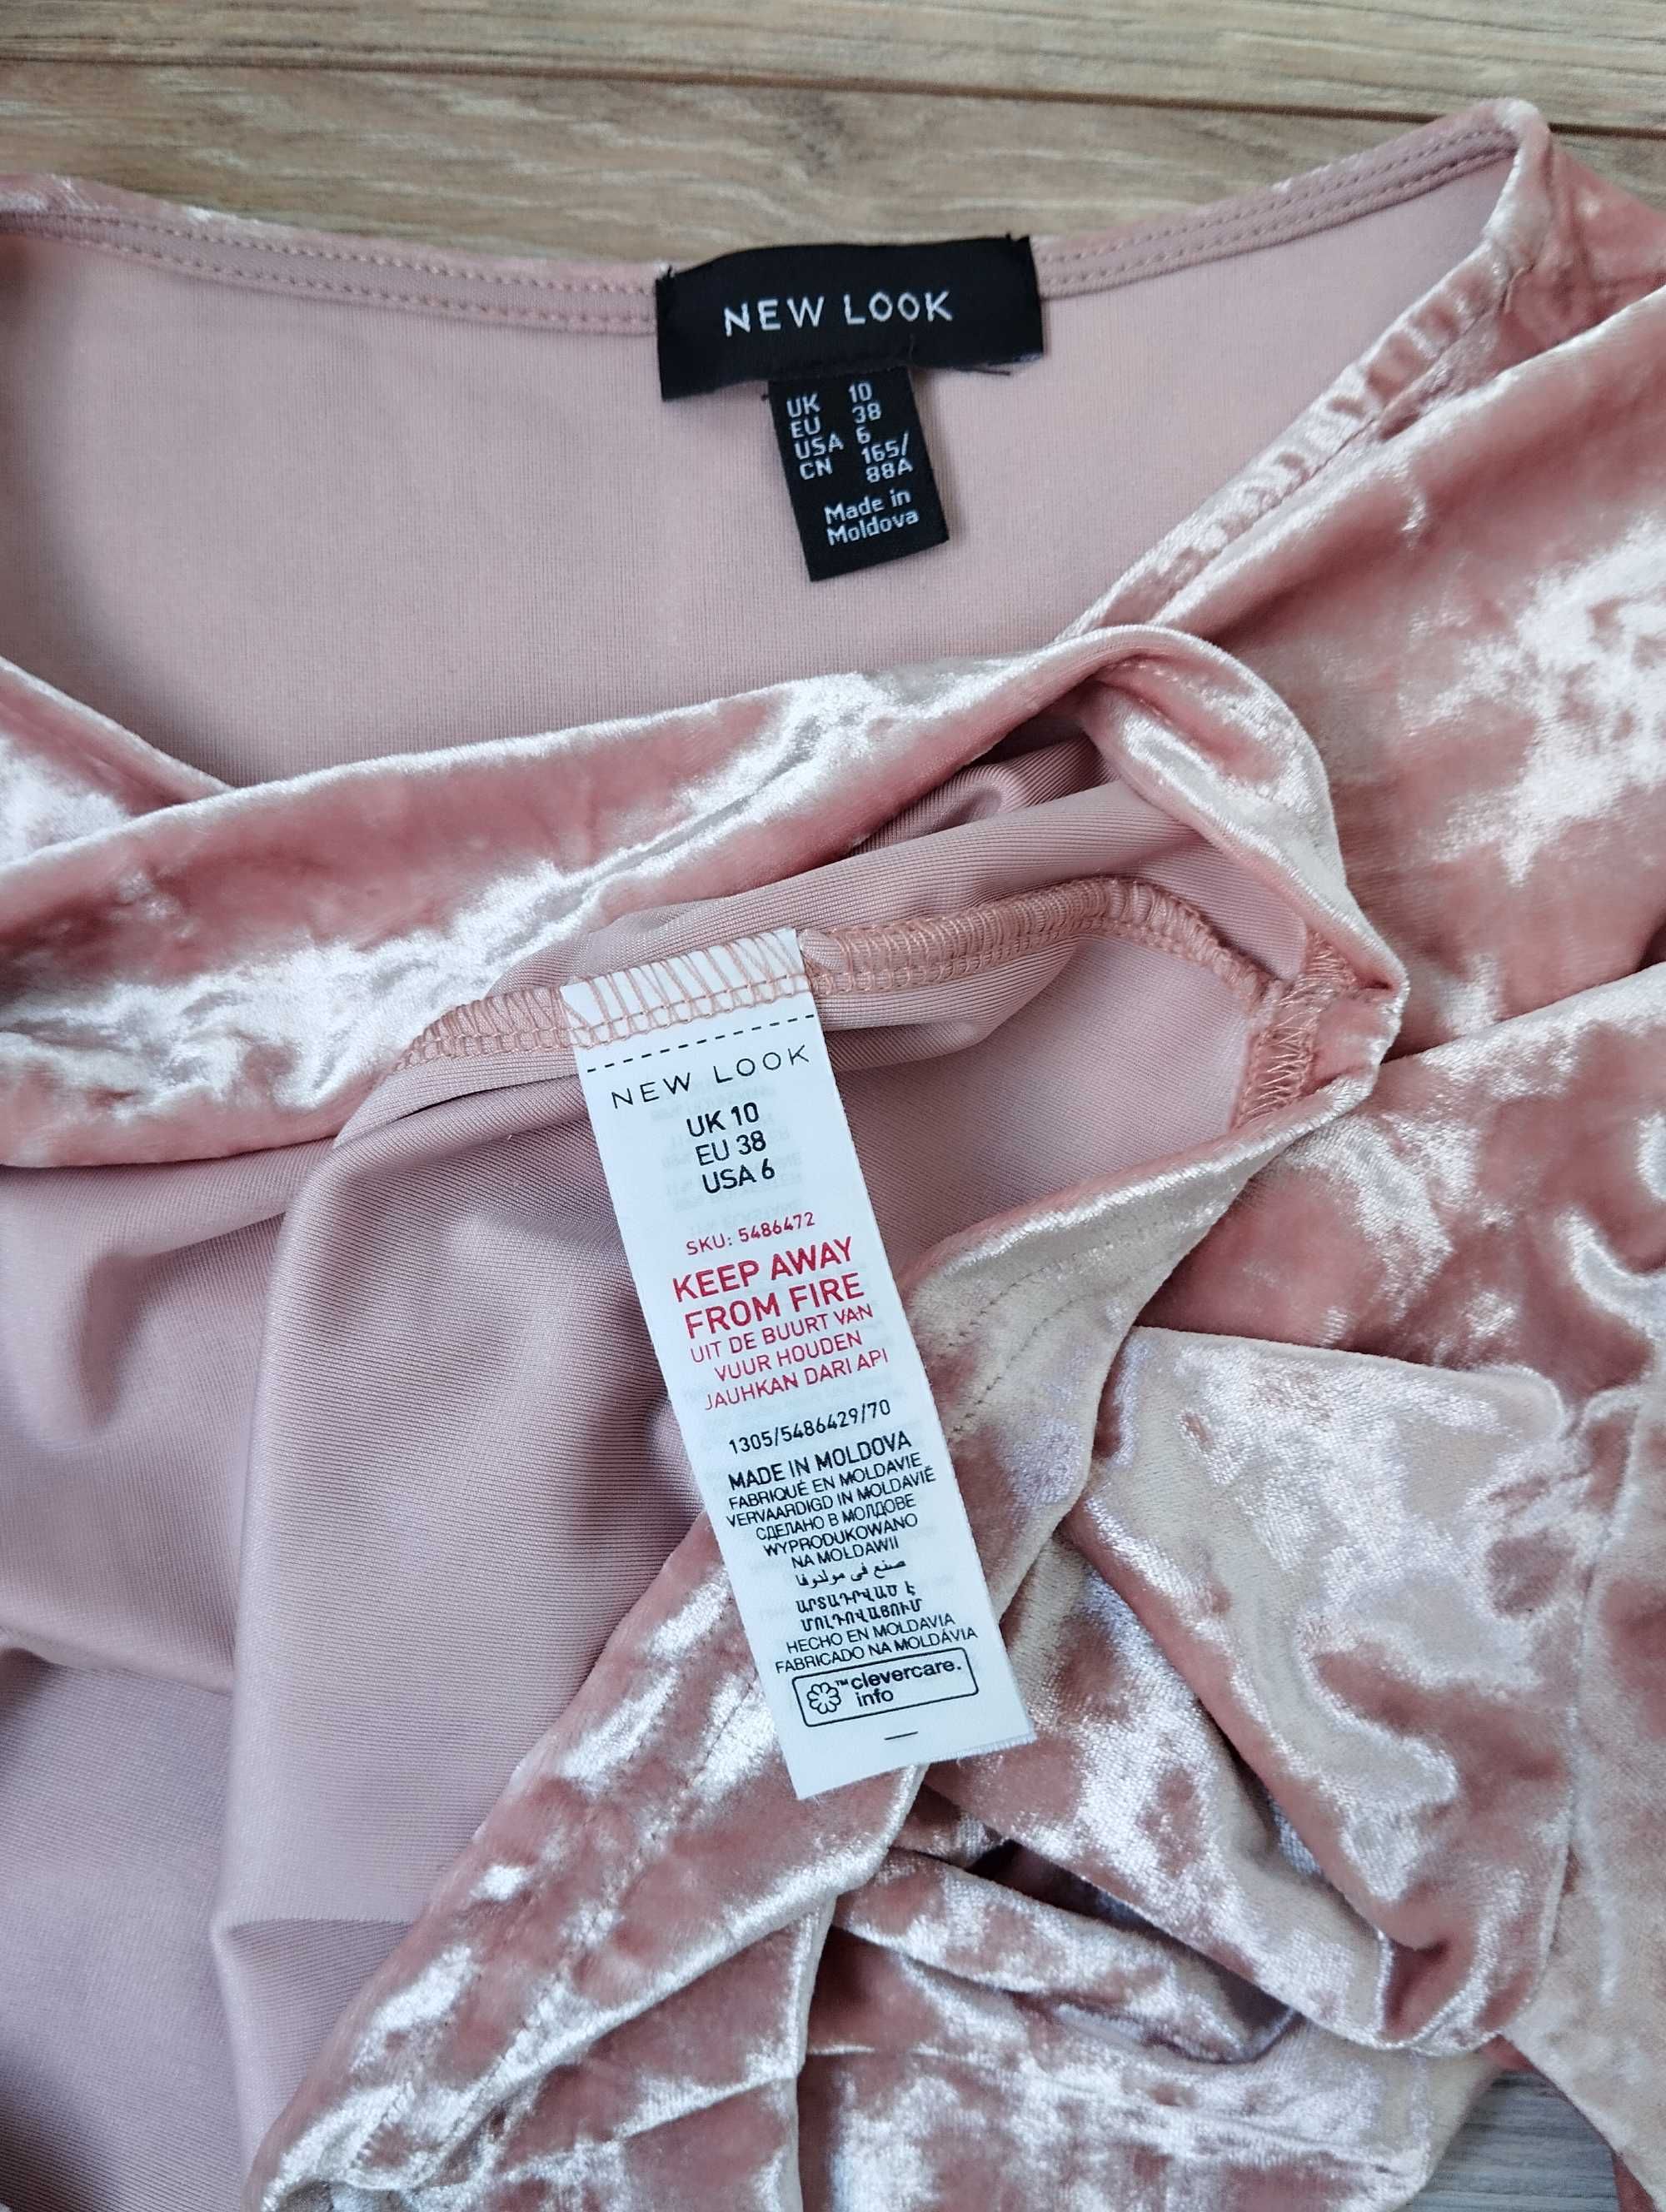 NEW LOOK
UK 10
EU 38
USA 6
CN 165/
88A
Made in
Moldova
NEW LOOK
UK 10
EU 38
USA 6
SKU: 5486472
KEEP AWAY
FROM FIRE
UIT DE BUURT VAN
VUUR HOUDEN
JAUHKAN DARI API
1305/5486429/70
MADE IN MOLDOVA
FABRIQUÉ EN MOLDAVIE
VERVAARDIGD IN MOLDAVIË
СДЕЛАНО В МОЛДОВЕ
WYPRODUKOWANO
NA MOLDAWII
صنع في مولدوفا
ԱՐՏԱԴՐՎԱԾ Է
ՄՈԼԴՈՎԱՅՈՒՄ
HECHO EN MOLDAVIA
FABRICADO NA MOLDÁVIA
™clevercare.
info